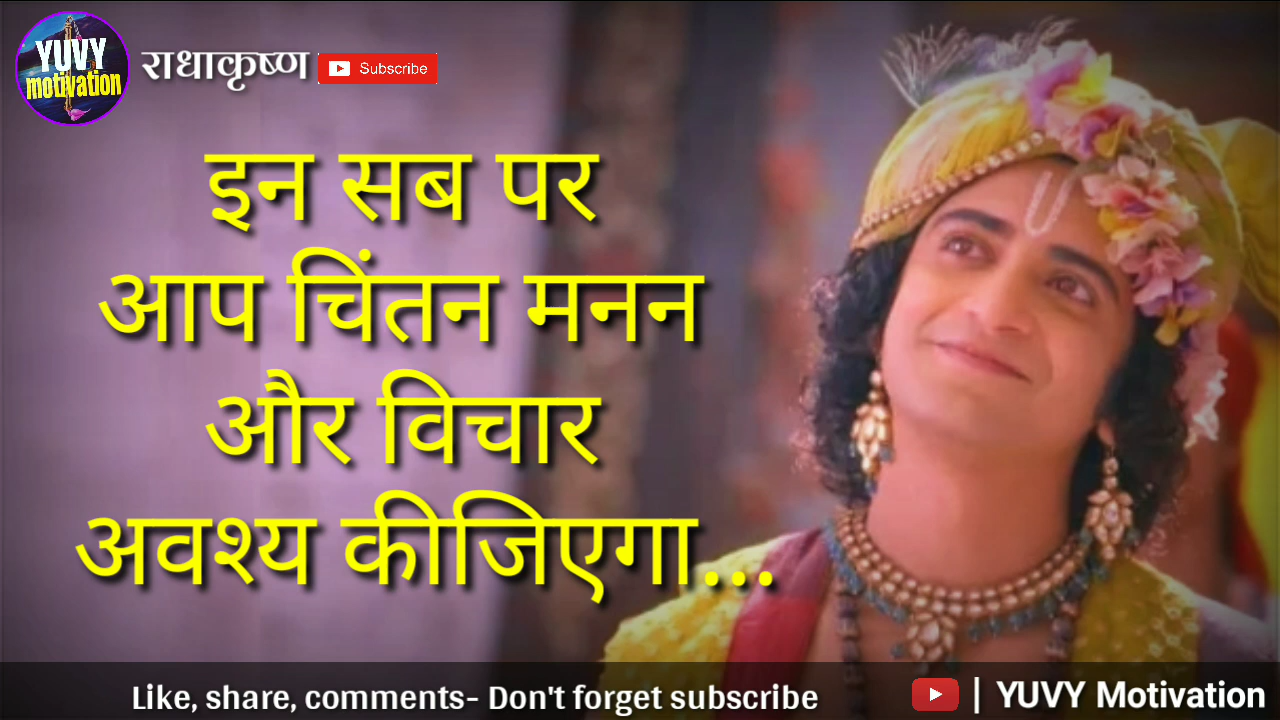 YUVY
motivation
राधाकृष्ण
Subscribe
इन सब पर
आप चिंतन मनन
और विचार
अवश्य कीजिएगा...
Like, share, comments- Don't forget subscribe
| YUVY Motivation